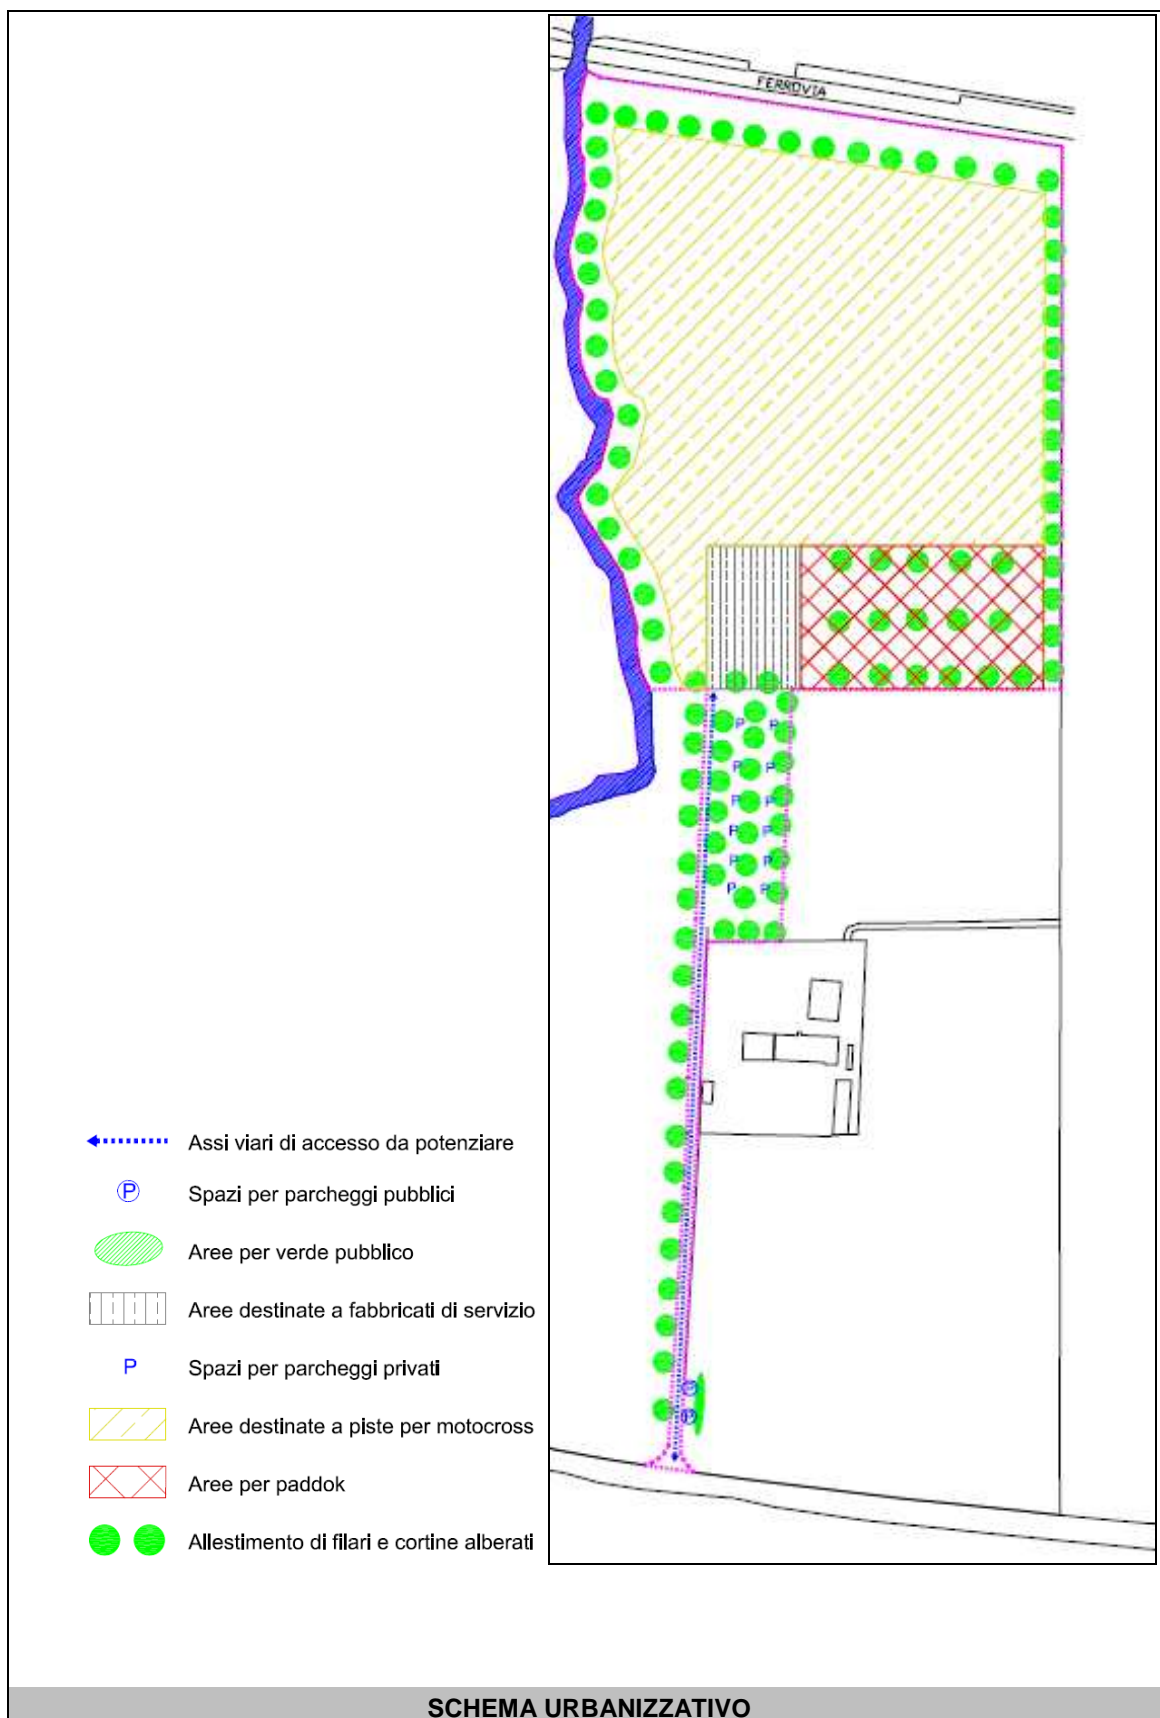 FERROVIA
P P
P P
P P
P P
P P
P P
Assi viari di accesso da potenziare
P Spazi per parcheggi pubblici
Aree per verde pubblico
Aree destinate a fabbricati di servizio
P Spazi per parcheggi privati
Aree destinate a piste per motocross
Aree per paddok
Allestimento di filari e cortine alberati
P
P
SCHEMA URBANIZZATIVO